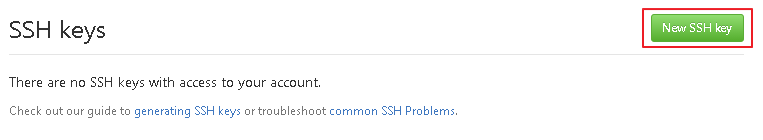 SSH keys
New SSH key
There are no SSH keys with access to your account.
Check out our guide to generating SSH keys or troubleshoot common SSH Problems.